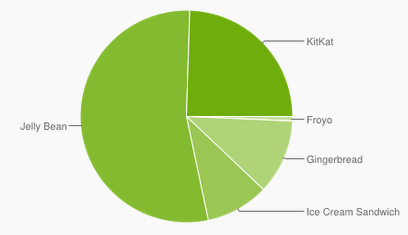 KitKat
Froyo
Jelly Bean
Gingerbread
Ice Cream Sandwich